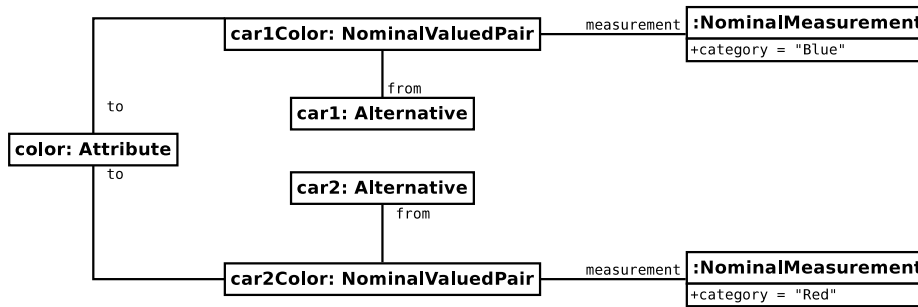 car1Color: NominalValuedPair
measurement
:NominalMeasurement
+category = "Blue"
from
to
car1: Alternative
color: Attribute
to
car2: Alternative
from
car2Color: NominalValuedPair
measurement
:NominalMeasurement
+category = "Red"